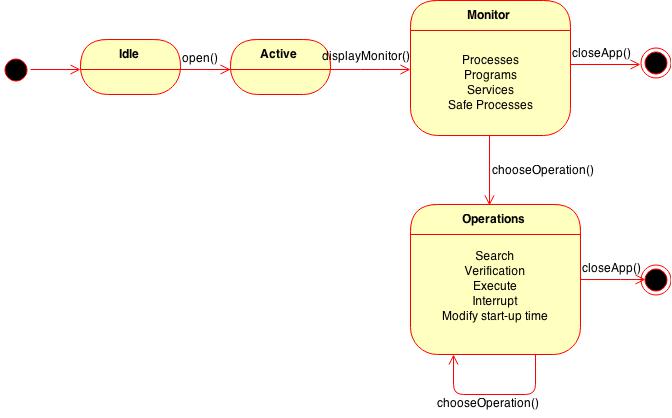 Idle
open()
Active
displayMonitor()
Monitor
Processes
Programs
Services
Safe Processes
closeApp()
chooseOperation()
Operations
Search
Verification
Execute
Interrupt
Modify start-up time
closeApp()
chooseOperation()